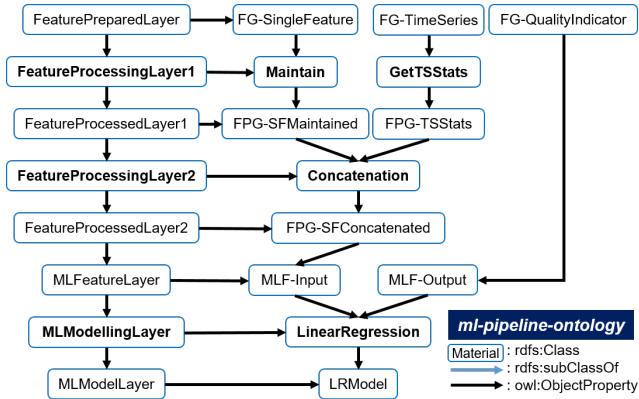 FeaturePreparedLayer
FG-SingleFeature
FG-TimeSeries
FG-QualityIndicator
FeatureProcessingLayer1
Maintain
GetTSStats
FeatureProcessedLayer1
FPG-SFMaintained
FPG-TSStats
FeatureProcessingLayer2
Concatenation
FeatureProcessedLayer2
FPG-SFConcatenated
MLFeatureLayer
MLF-Input
MLF-Output
MLModellingLayer
LinearRegression
ml-pipeline-ontology
Material : rdfs:Class
: rdfs:subClassOf
MLModelLayer
LRModel
: owl:ObjectProperty